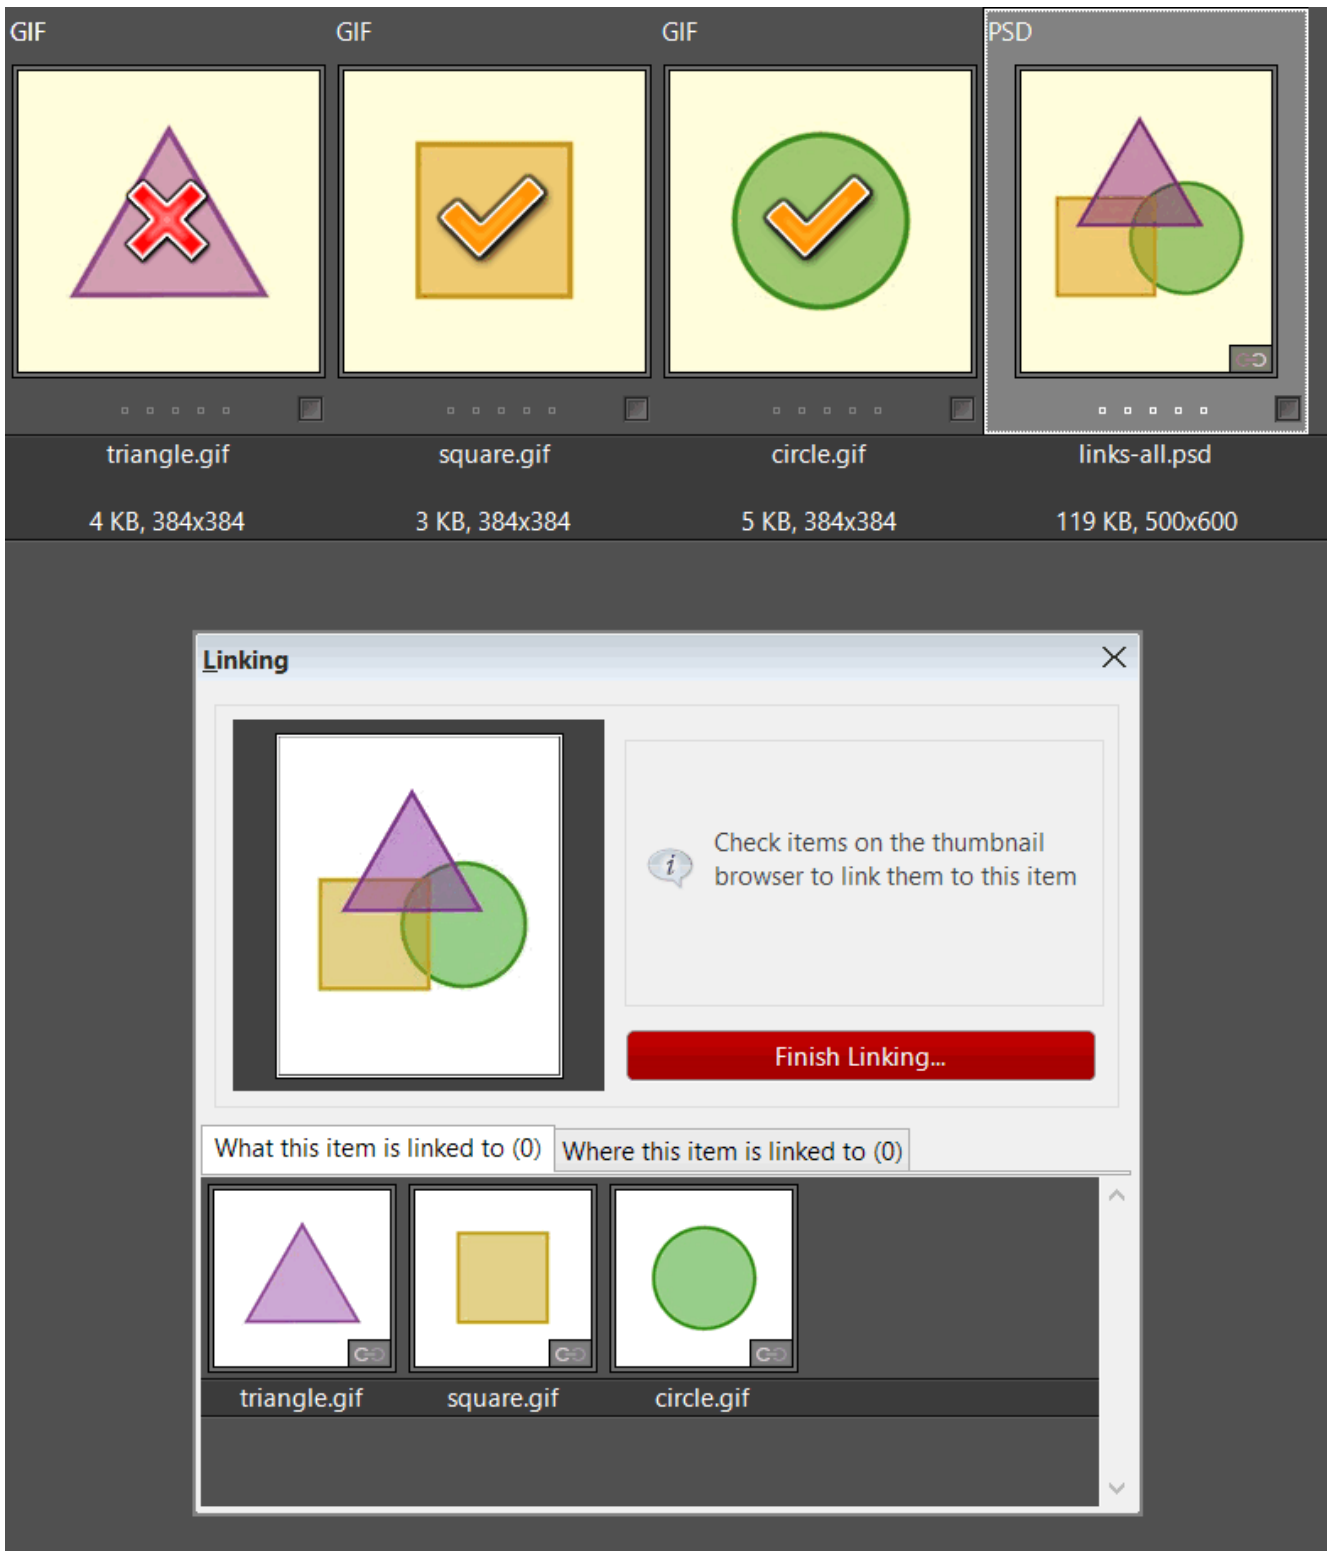 GIF GIF GIF PSD
triangle.gif square.gif circle.gif links-all.psd
4 KB, 384x384 3 KB, 384x384 5 KB, 384x384 119 KB, 500x600
Linking
Check items on the thumbnail
browser to link them to this item
Finish Linking...
What this item is linked to (0) Where this item is linked to (0)
triangle.gif square.gif circle.gif